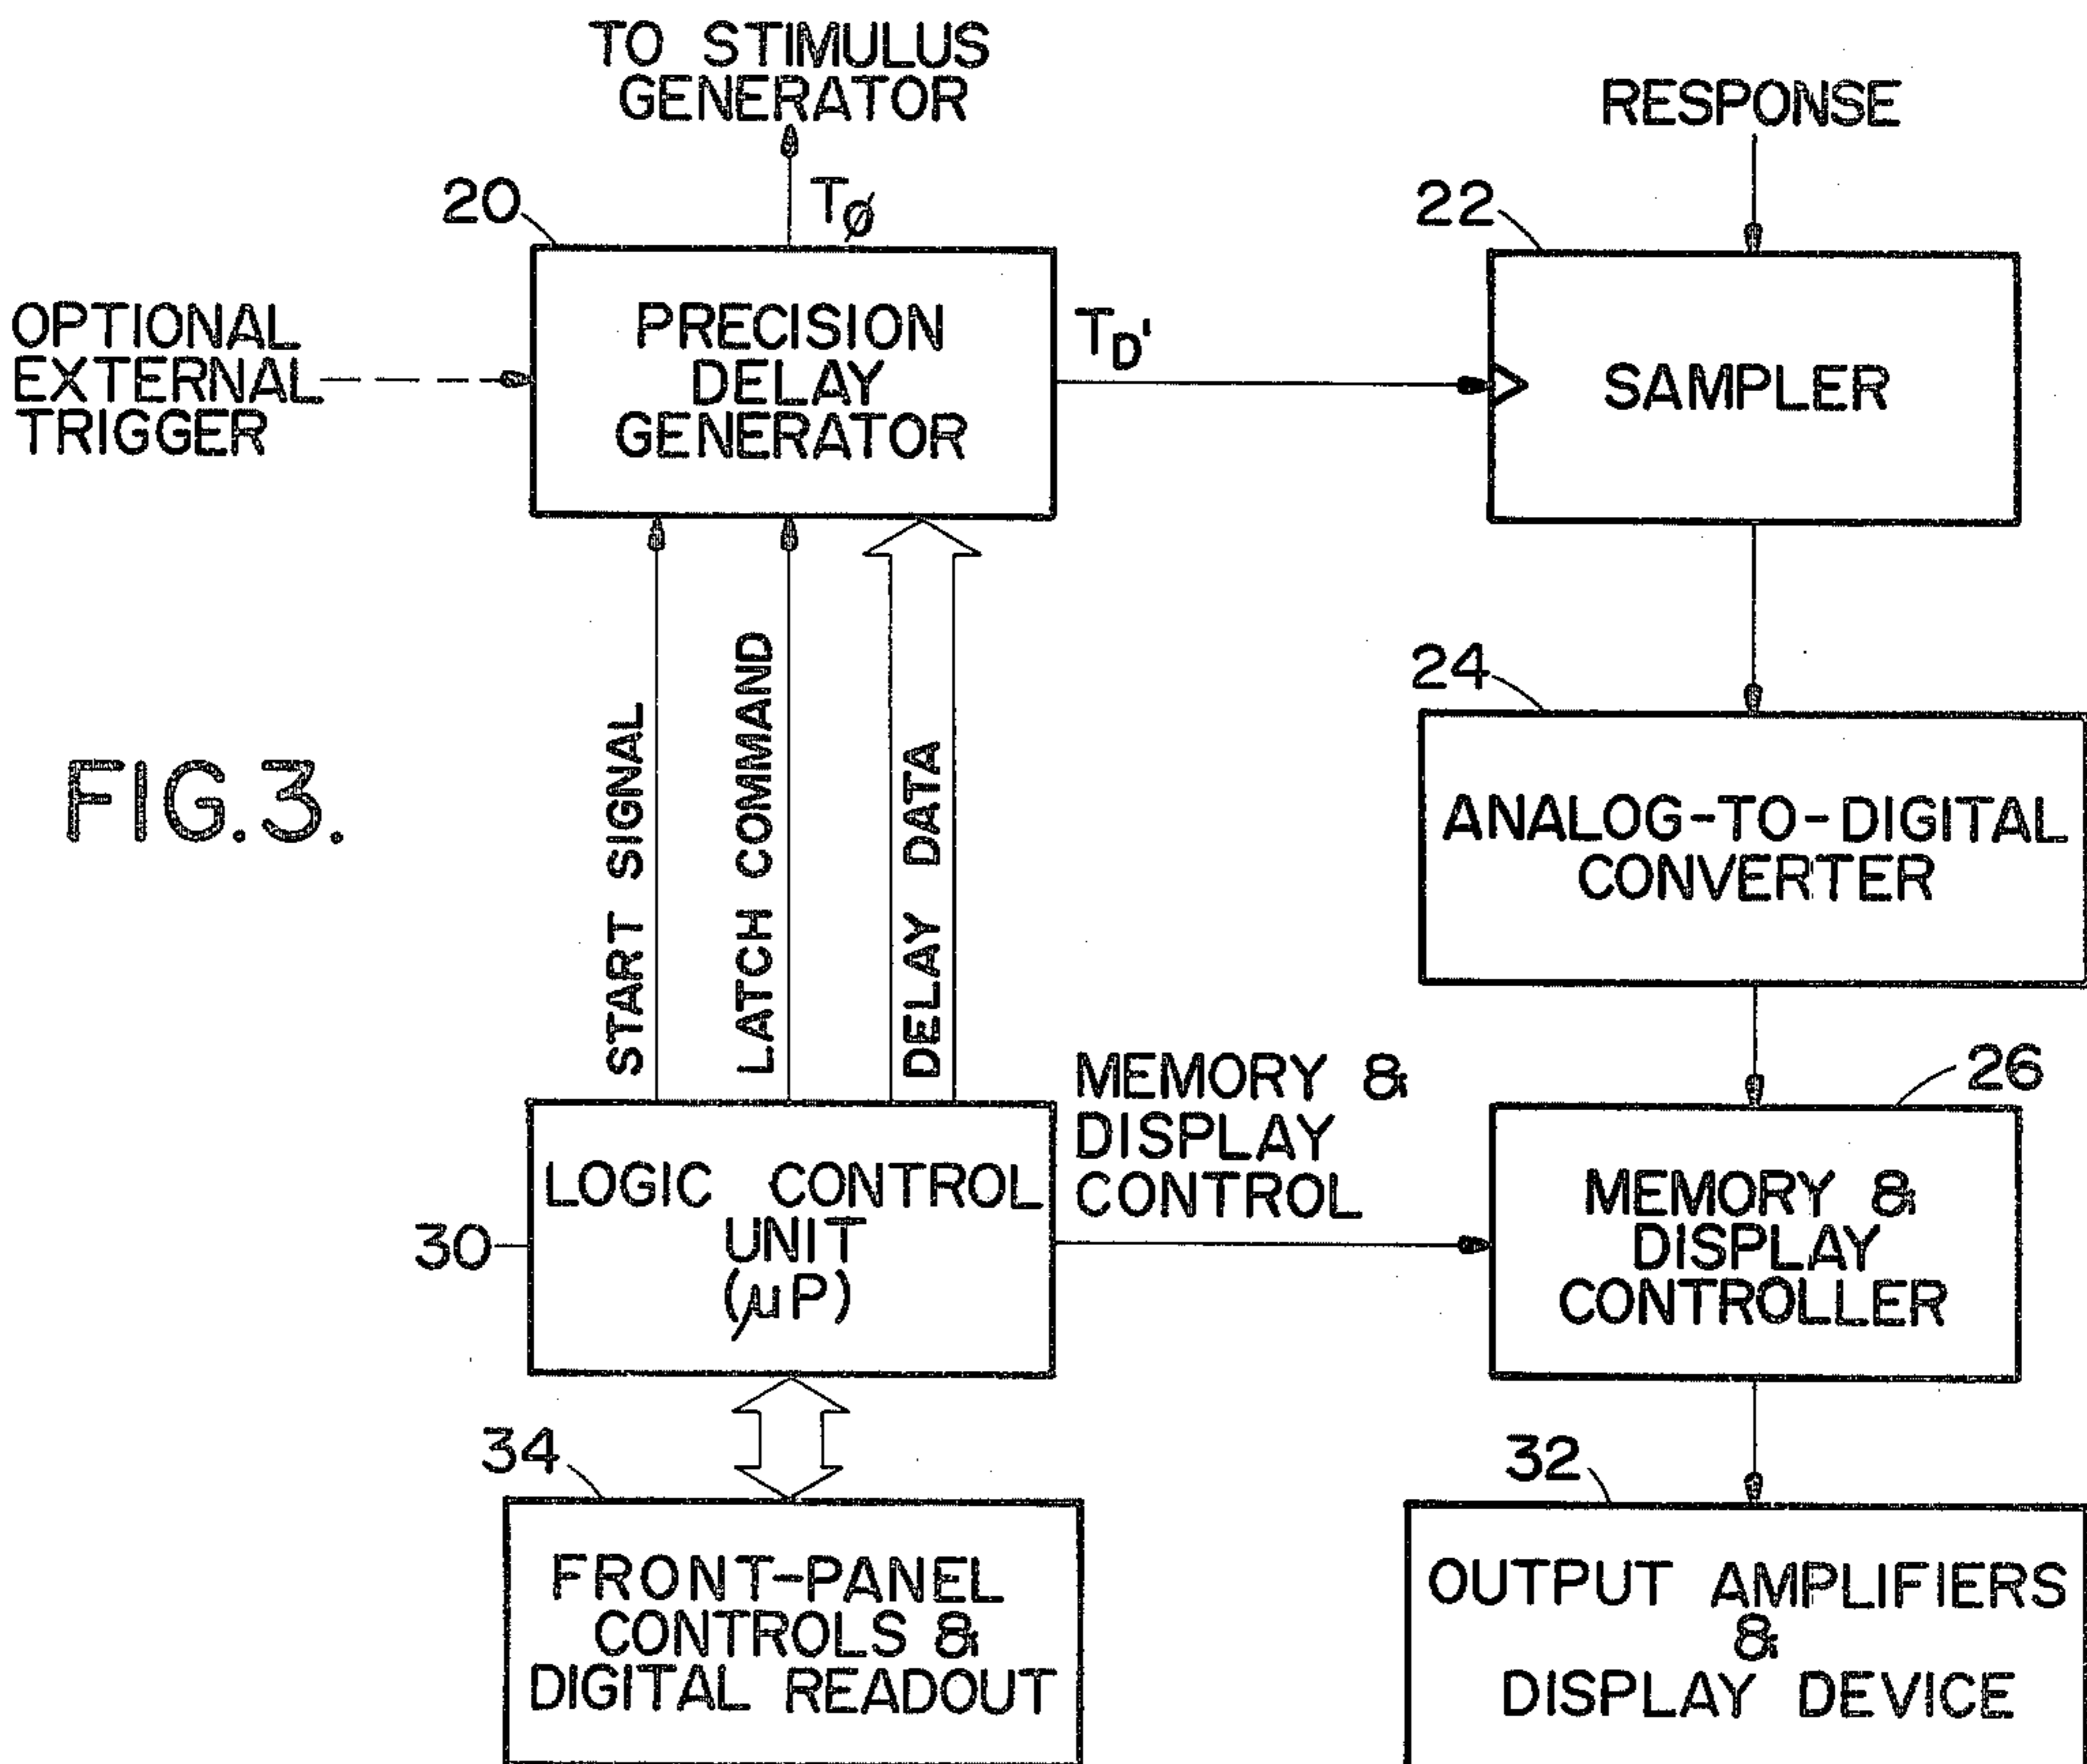 TO STIMULUS
GENERATOR
RESPONSE
20
TØ
22
OPTIONAL
EXTERNAL
TRIGGER
PRECISION
DELAY
GENERATOR
TD'
SAMPLER
24
FIG.3.
START SIGNAL
LATCH COMMAND
DELAY DATA
ANALOG-TO-DIGITAL
CONVERTER
26
MEMORY &
DISPLAY
CONTROL
30
LOGIC CONTROL
UNIT
(μP)
MEMORY &
DISPLAY
CONTROLLER
34
32
FRONT-PANEL
CONTROLS &
DIGITAL READOUT
OUTPUT AMPLIFIERS
&
DISPLAY DEVICE